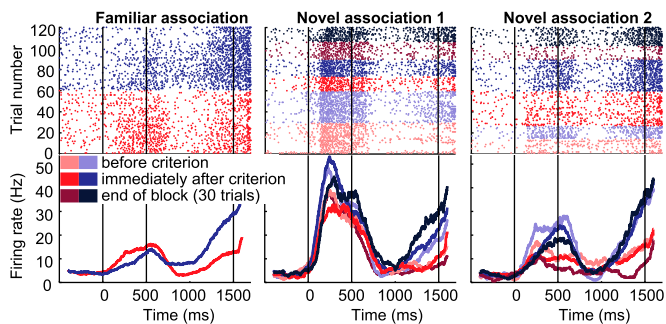 Familiar association Novel association 1 Novel association 2
Trial number
120
100
80
60
40
20
0
Firing rate (Hz)
50
40
30
20
10
0
before criterion
immediately after criterion
end of block (30 trials)
0 500 1000 1500 0 500 1000 1500 0 500 1000 1500
Time (ms) Time (ms) Time (ms)